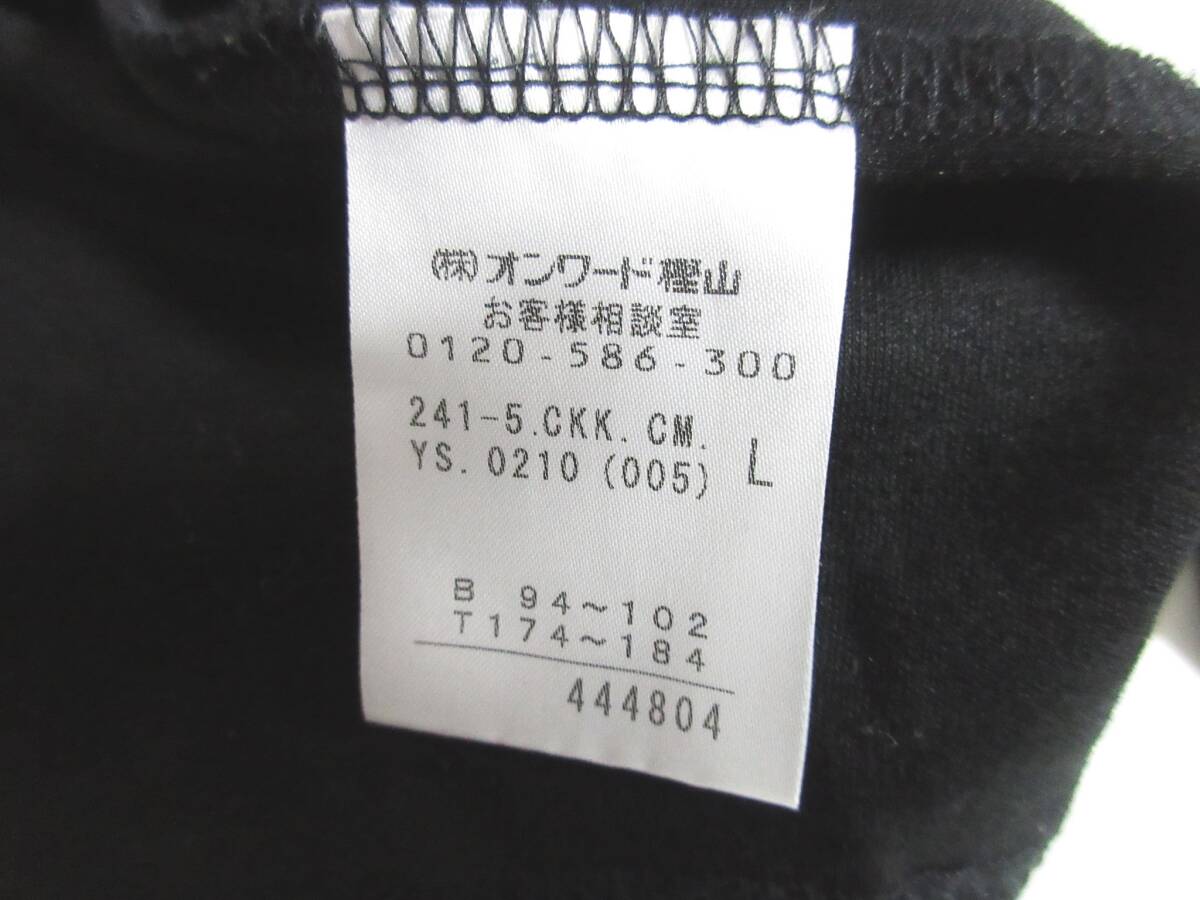 (株)オンワード樫山
お客様相談室
0120-586-300
241-5.CKK.CM.
YS.0210(005) L
B 94～102
T174～184
444804